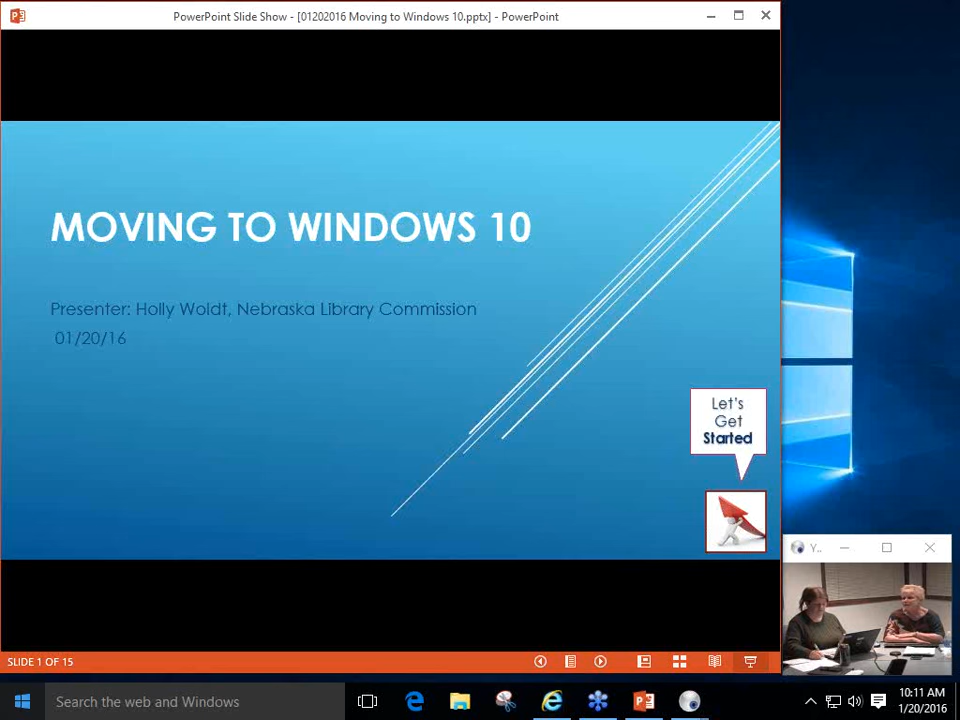 PowerPoint Slide Show - [01202016 Moving to Windows 10.pptx] - PowerPoint
MOVING TO WINDOWS 10
Presenter: Holly Woldt, Nebraska Library Commission
01/20/16
Let's
Get
Started
Y..
SLIDE 1 OF 15
Search the web and Windows
10:11 AM
1/20/2016